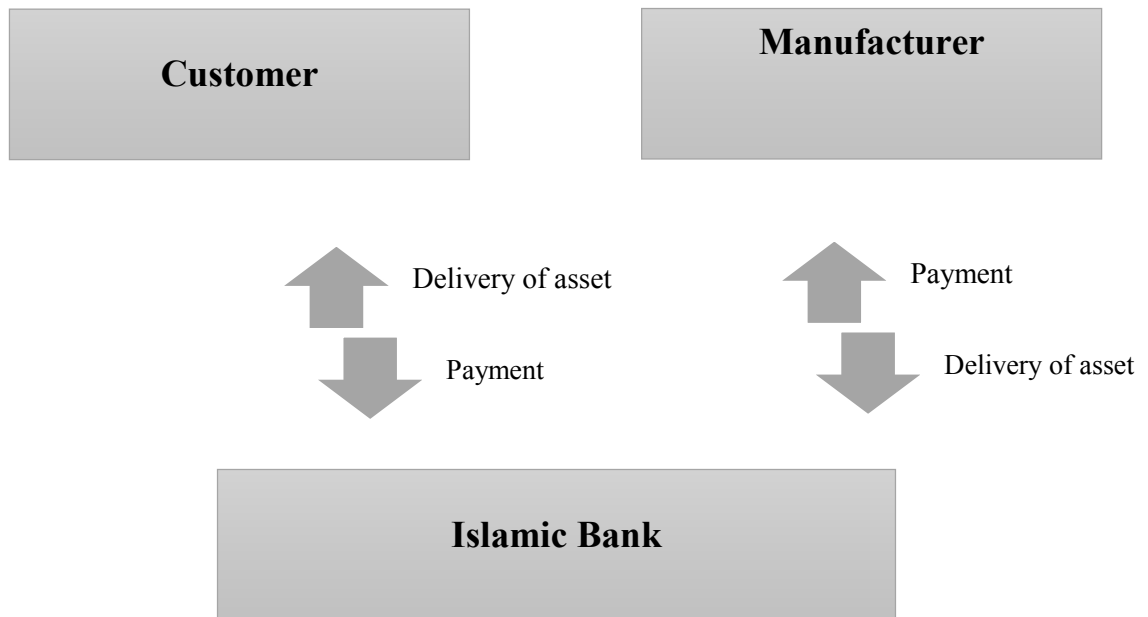 Customer
Manufacturer
Delivery of asset
Payment
Payment
Delivery of asset
Islamic Bank